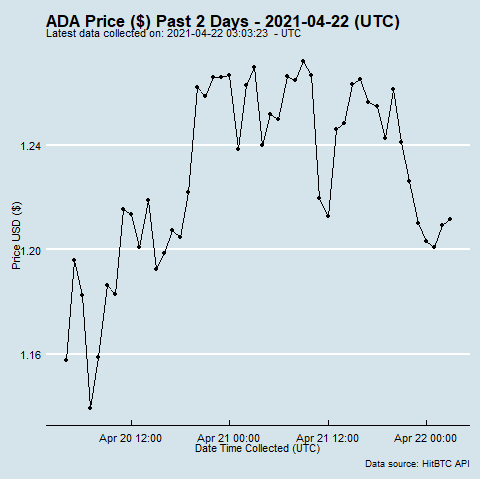 ADA Price ($) Past 2 Days - 2021-04-22 (UTC)
Latest data collected on: 2021-04-22 03:03:23 - UTC
1.24
1.20
1.16
Price USD ($)
Apr 20 12:00 Apr 21 00:00 Apr 21 12:00 Apr 22 00:00
Date Time Collected (UTC)
Data source: HitBTC API